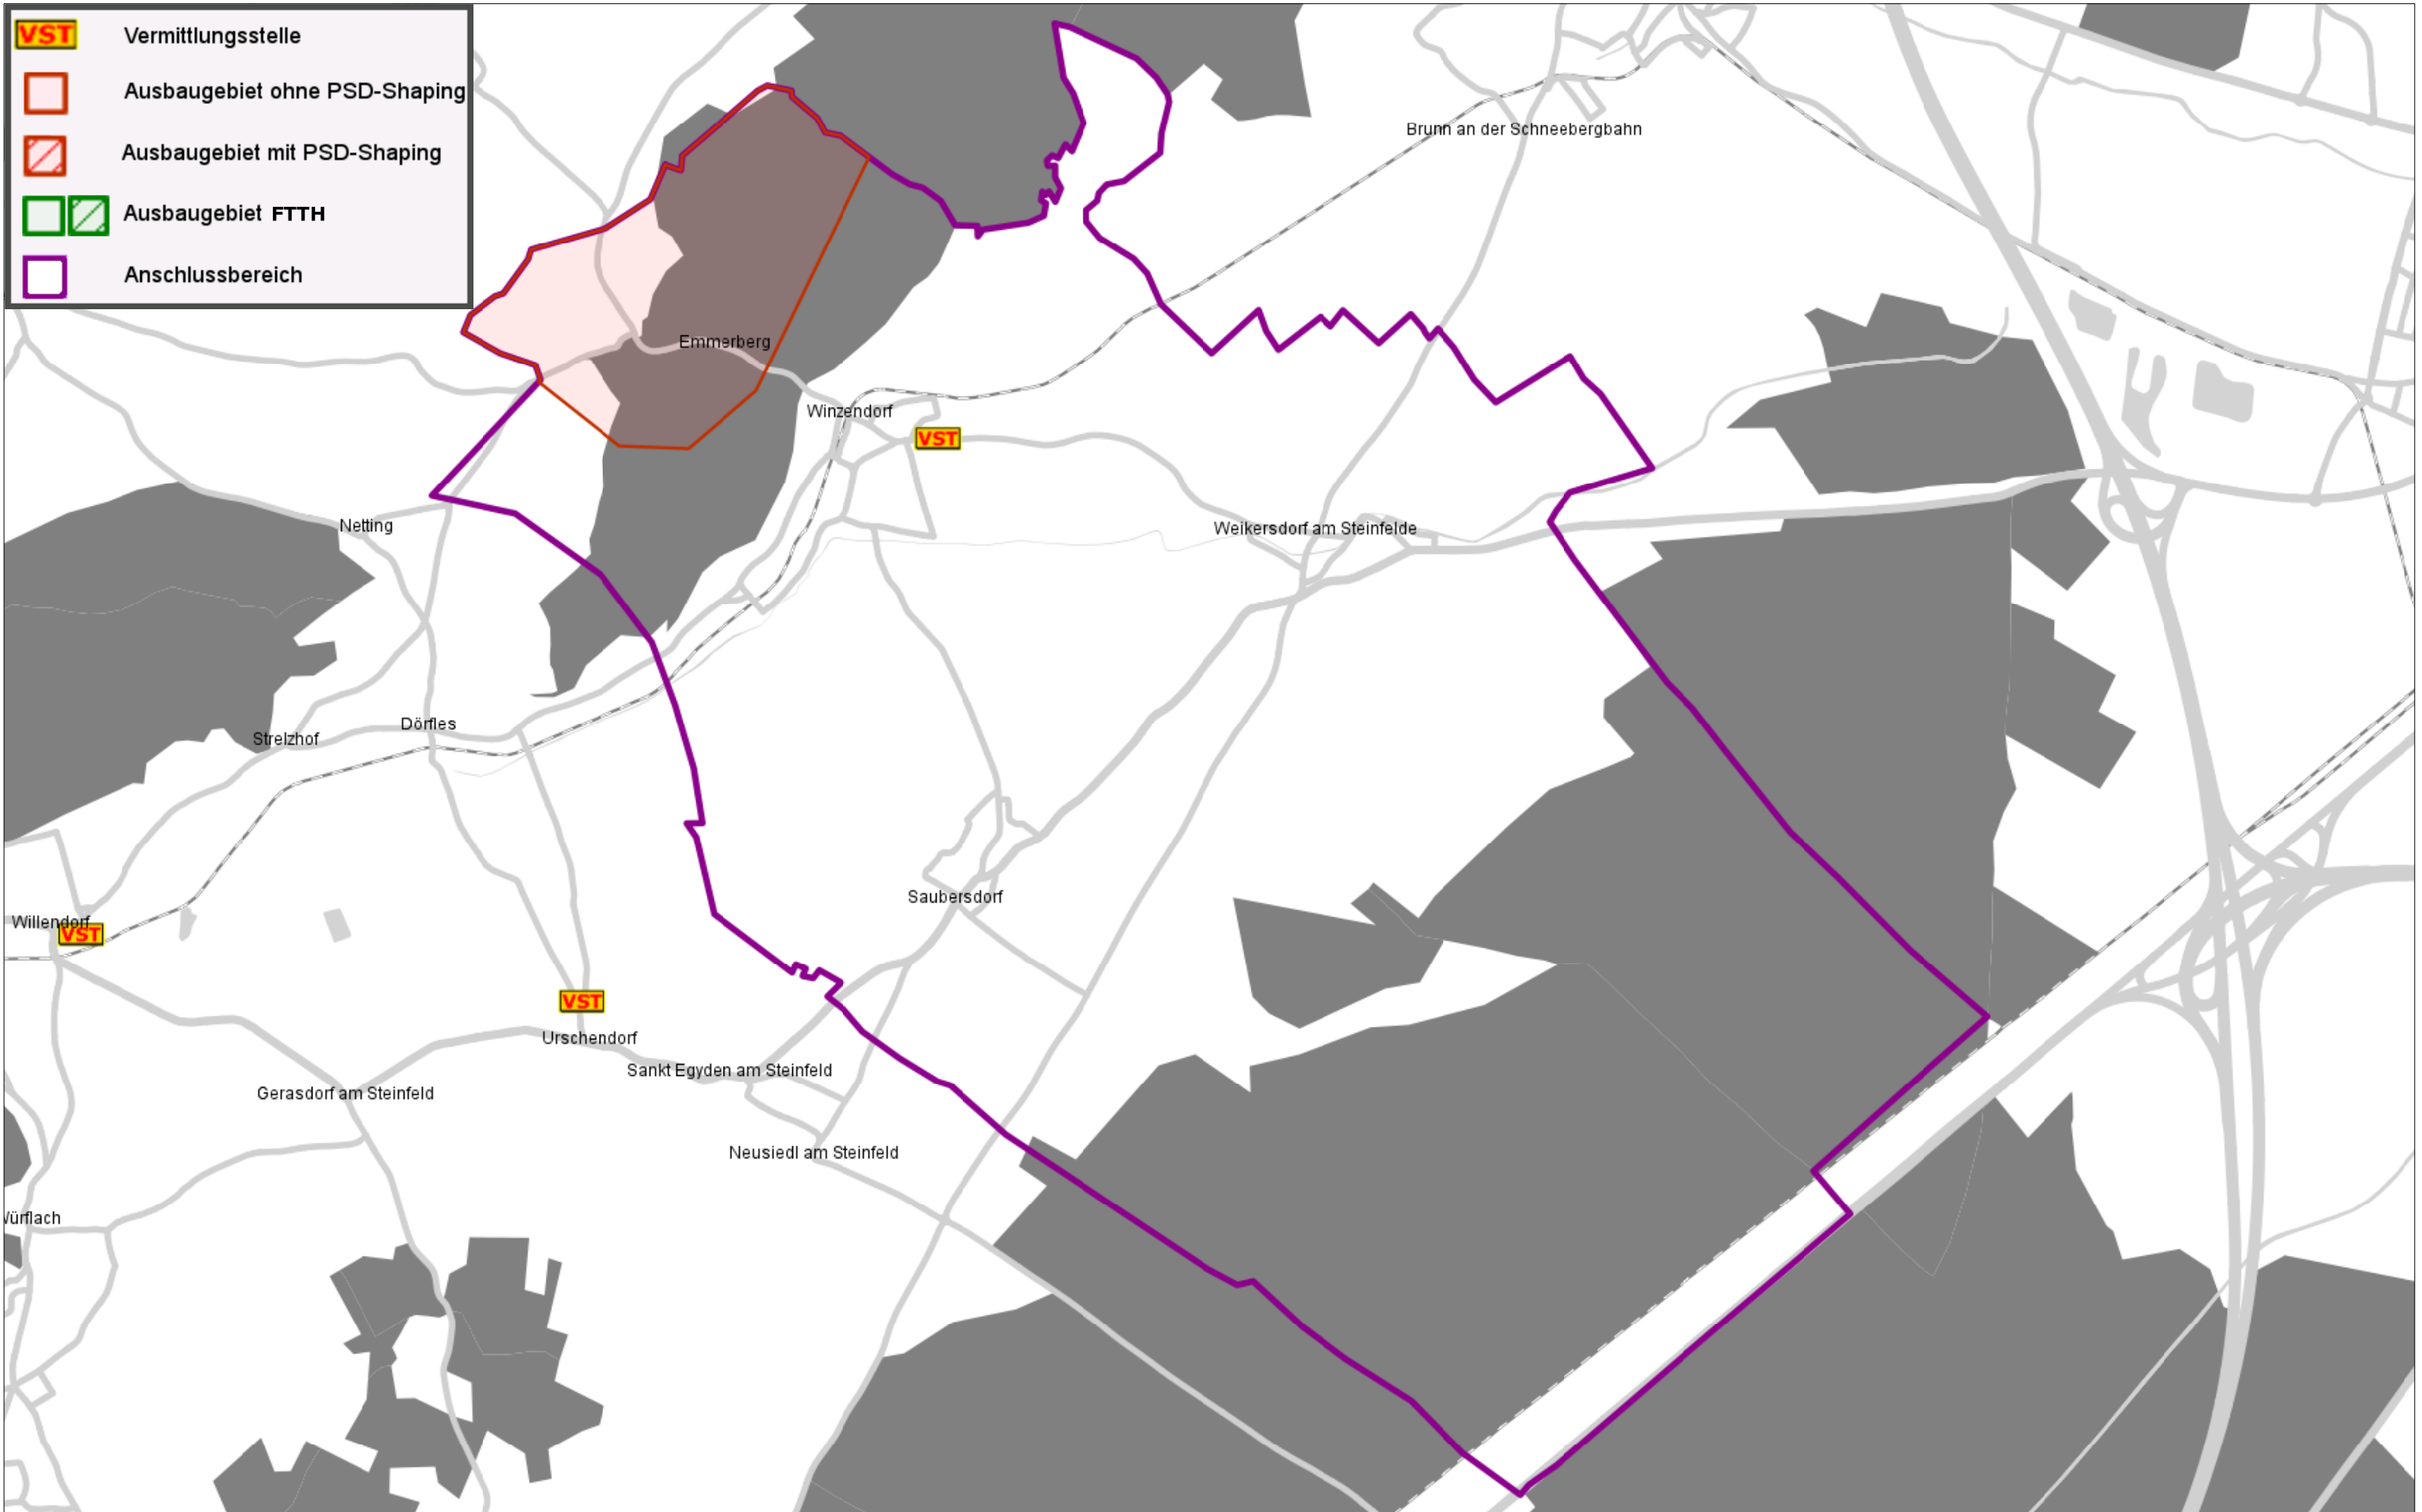 VST Vermittlungsstelle
Ausbaugebiet ohne PSD-Shaping
Ausbaugebiet mit PSD-Shaping
Ausbaugebiet FTTH
Anschlussbereich
Brunn an der Schneebergbahn
Emmerberg
Winzendorf
VST
Netting
Weikersdorf am Steinfelde
Dörfles
Strelzhof
Saubersdorf
Willendorf
VST
VST
Urschendorf
Sankt Egyden am Steinfeld
Gerasdorf am Steinfeld
Neusiedl am Steinfeld
Würflach